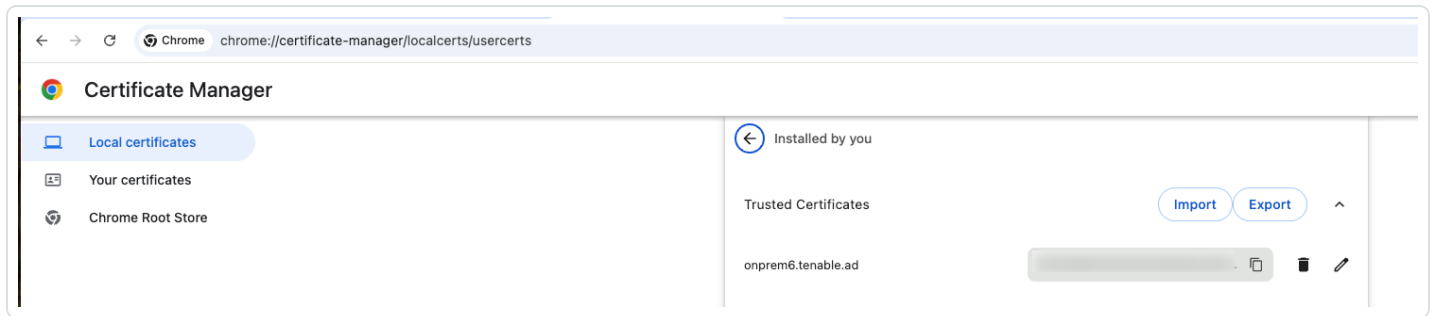 Chrome chrome://certificate-manager/localcerts/usercerts
Certificate Manager
Local certificates
Your certificates
Chrome Root Store
Installed by you
Trusted Certificates Import Export
onprem6.tenable.ad